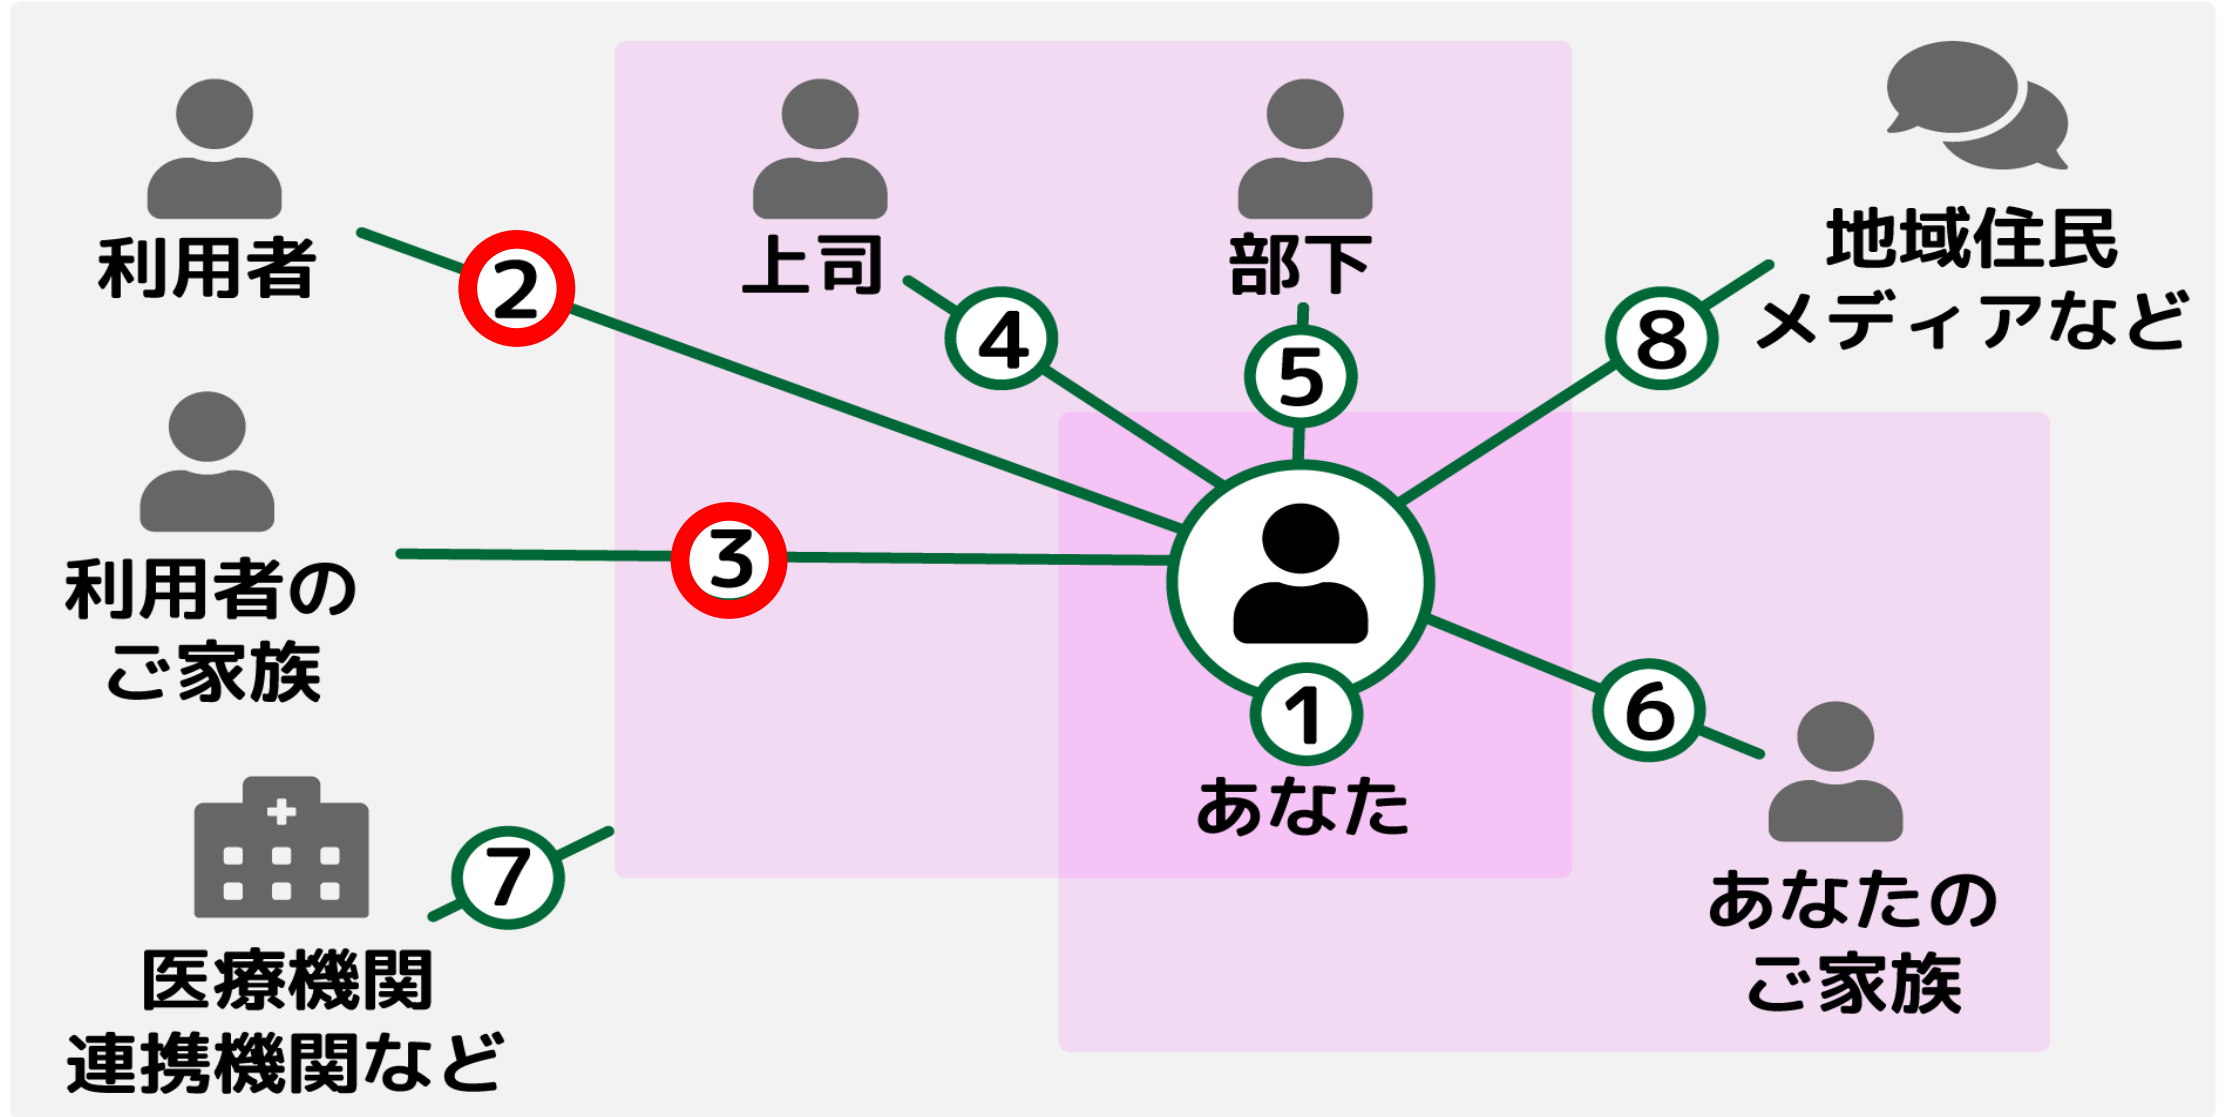 利用者
2
上司
4
部下
5
地域住民
メディアなど
8
利用者の
ご家族
3
1
あなた
6
あなたの
ご家族
7
医療機関
連携機関など